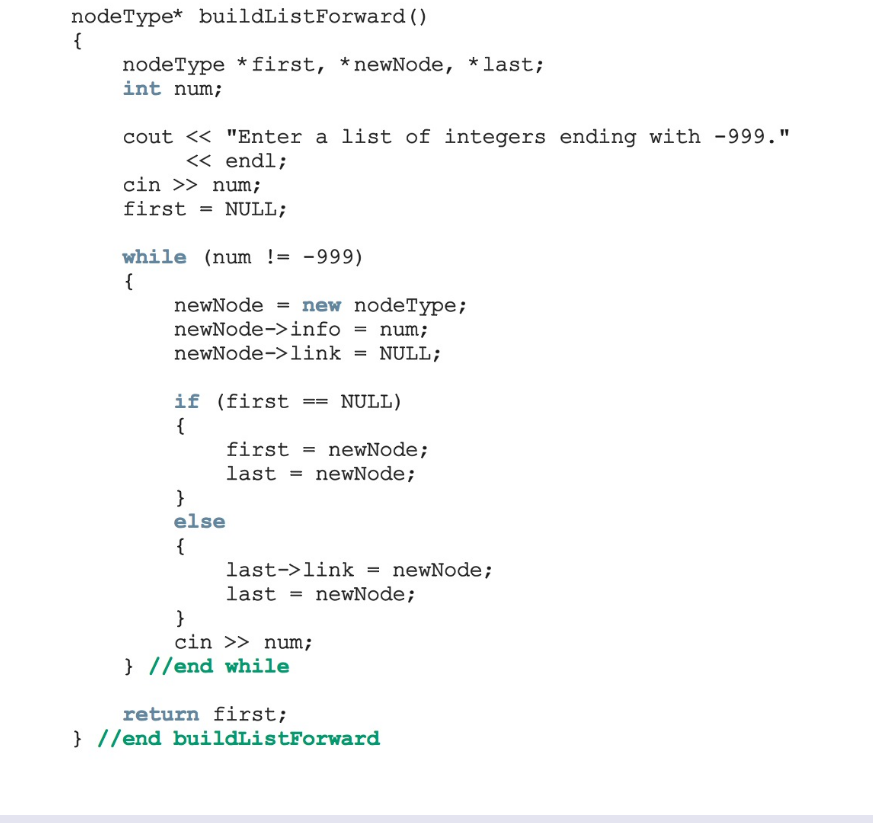 nodeType* buildListForward()
{
nodeType *first, *newNode, *last;
int num;
cout << "Enter a list of integers ending with -999."
<< endl;
cin >> num;
first = NULL;
while (num != -999)
{
newNode = new nodeType;
newNode->info = num;
newNode->link = NULL;
if (first == NULL)
{
first = newNode;
last = newNode;
}
else
{
last->link = newNode;
last = newNode;
}
cin >> num;
} //end while
return first;
} //end buildListForward